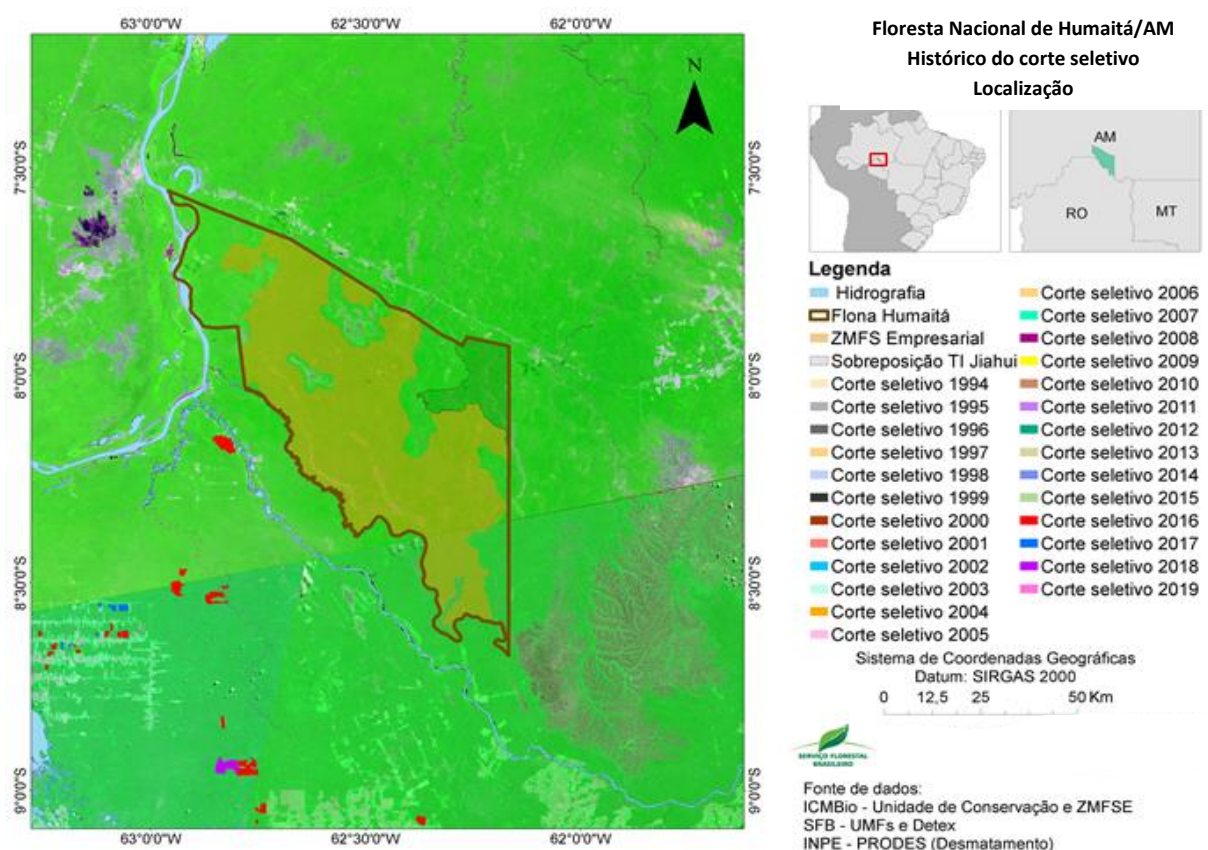 63°0'0"W 62°30'0"W 62°0'0"W
7°30'0"S
8°0'0"S
8°30'0"S
9°0'0"S
N
7°30'0"S
8°0'0"S
8°30'0"S
9°0'0"S
63°0'0"W 62°30'0"W 62°0'0"W
Floresta Nacional de Humaitá/AM
Histórico do corte seletivo
Localização
AM
RO
MT
Legenda
Hidrografia
Flona Humaitá
ZMFS Empresarial
Sobreposição TI Jiahui
Corte seletivo 1994
Corte seletivo 1995
Corte seletivo 1996
Corte seletivo 1997
Corte seletivo 1998
Corte seletivo 1999
Corte seletivo 2000
Corte seletivo 2001
Corte seletivo 2002
Corte seletivo 2003
Corte seletivo 2004
Corte seletivo 2005
Corte seletivo 2006
Corte seletivo 2007
Corte seletivo 2008
Corte seletivo 2009
Corte seletivo 2010
Corte seletivo 2011
Corte seletivo 2012
Corte seletivo 2013
Corte seletivo 2014
Corte seletivo 2015
Corte seletivo 2016
Corte seletivo 2017
Corte seletivo 2018
Corte seletivo 2019
Sistema de Coordenadas Geográficas
Datum: SIRGAS 2000
0 12,5 25 50 Km
SERVIÇO FLORESTAL
BRASILEIRO
Fonte de dados:
ICMBio - Unidade de Conservação e ZMFSE
SFB - UMFs e Detex
INPE - PRODES (Desmatamento)